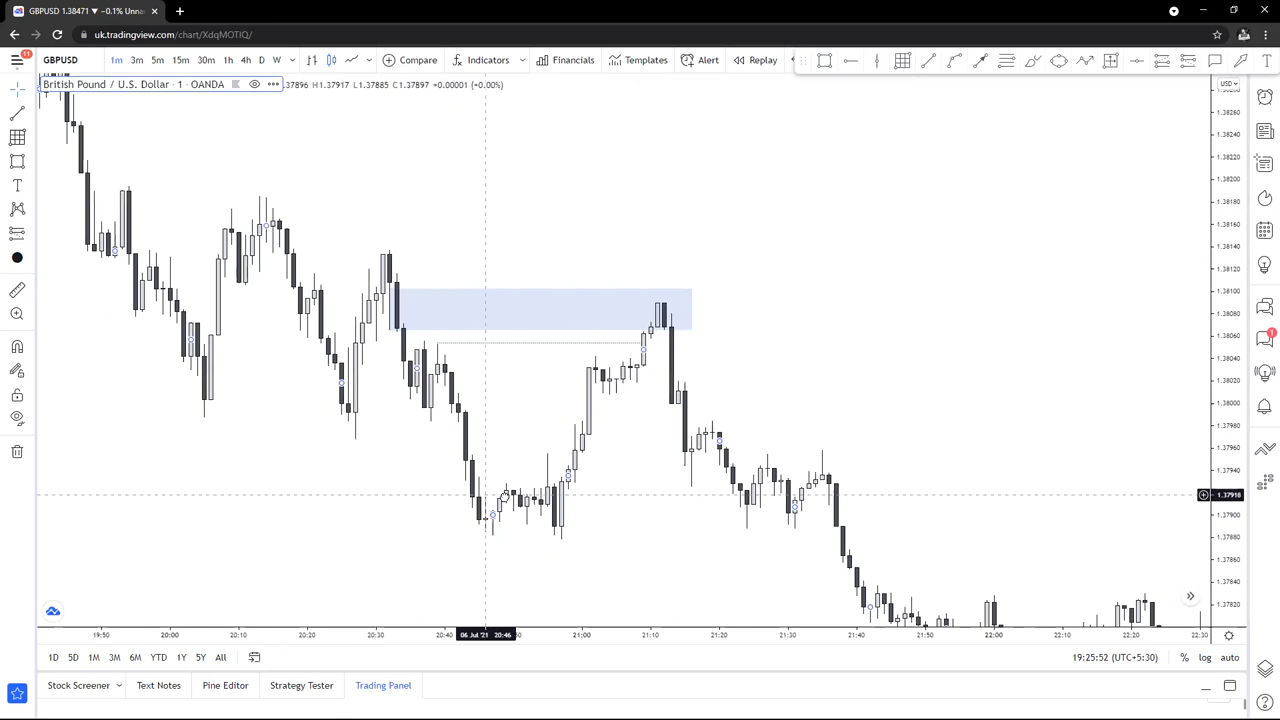 GBPUSD 1.38471 ▼ −0.1% Unna
uk.tradingview.com/chart/XdqMOTIQ/
11
GBPUSD
1m 3m 5m 15m 30m 1h 4h D W
Compare
Indicators
Financials
Templates
Alert
Replay
British Pound / U.S. Dollar · 1 · OANDA
.37896 H1.37917 L1.37885 C1.37897 +0.00001 (+0.00%)
USD
1.38260
1.38240
1.38220
1.38200
1.38180
1.38160
1.38140
1.38120
1.38100
1.38080
1.38060
1.38040
1.38020
1.38000
1.37980
1.37960
1.37940
1.37918
1.37900
1.37880
1.37860
1.37840
1.37820
1
19:50 20:00 20:10 20:20 20:30 20:40 06 Jul '21 20:46 21:00 21:10 21:20 21:30 21:40 22:00 22:10 22:20 22:30
1D 5D 1M 3M 6M YTD 1Y 5Y All
19:25:52 (UTC+5:30) % log auto
Stock Screener Text Notes Pine Editor Strategy Tester Trading Panel